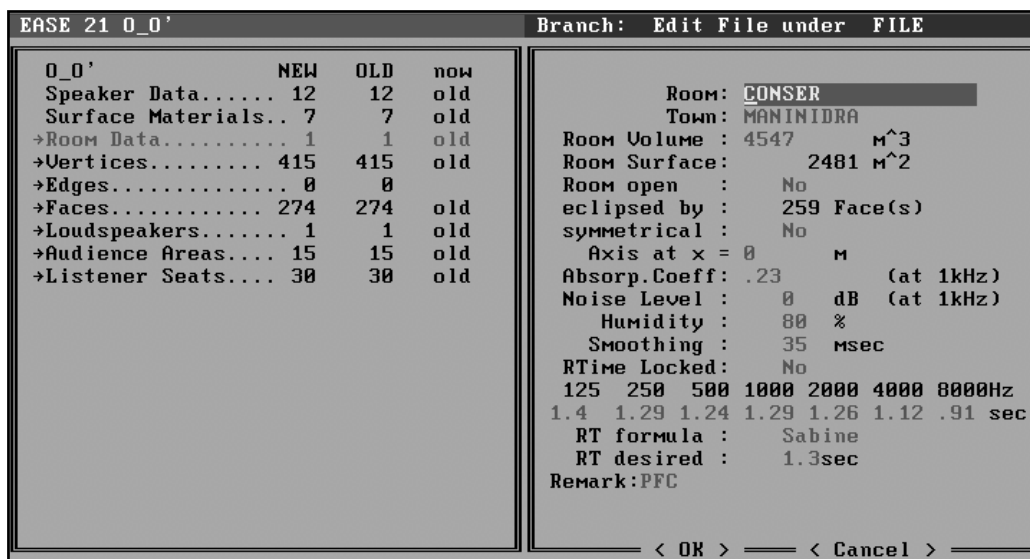 EASE 21 O_O'
Branch: Edit File under FILE
O_O' NEW OLD now
Speaker Data...... 12 12 old
Surface Materials.. 7 7 old
→Room Data.......... 1 1 old
→Vertices......... 415 415 old
→Edges.............. 0 0
→Faces............ 274 274 old
→Loudspeakers....... 1 1 old
→Audience Areas.... 15 15 old
→Listener Seats.... 30 30 old
Room: CONSER
Town: MANINIDRA
Room Volume : 4547 m^3
Room Surface: 2481 m^2
Room open : No
eclipsed by : 259 Face(s)
symmetrical : No
Axis at x = 0 m
Absorp.Coeff: .23 (at 1kHz)
Noise Level : 0 dB (at 1kHz)
Humidity : 80 %
Smoothing : 35 msec
RTime Locked: No
125 250 500 1000 2000 4000 8000Hz
1.4 1.29 1.24 1.29 1.26 1.12 .91 sec
RT formula : Sabine
RT desired : 1.3sec
Remark:PFC
< OK > < Cancel >